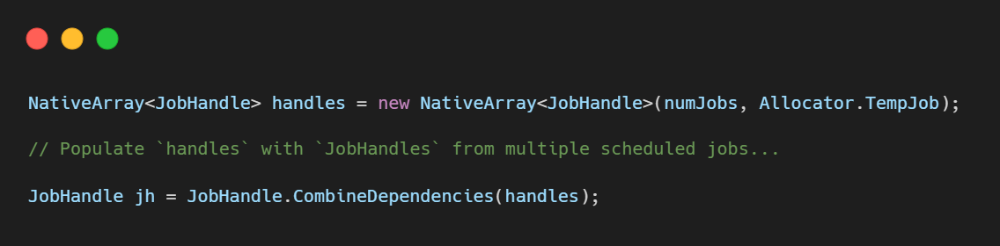 NativeArray<JobHandle> handles = new NativeArray<JobHandle>(numJobs, Allocator.TempJob);
// Populate `handles` with `JobHandles` from multiple scheduled jobs...
JobHandle jh = JobHandle.CombineDependencies(handles);